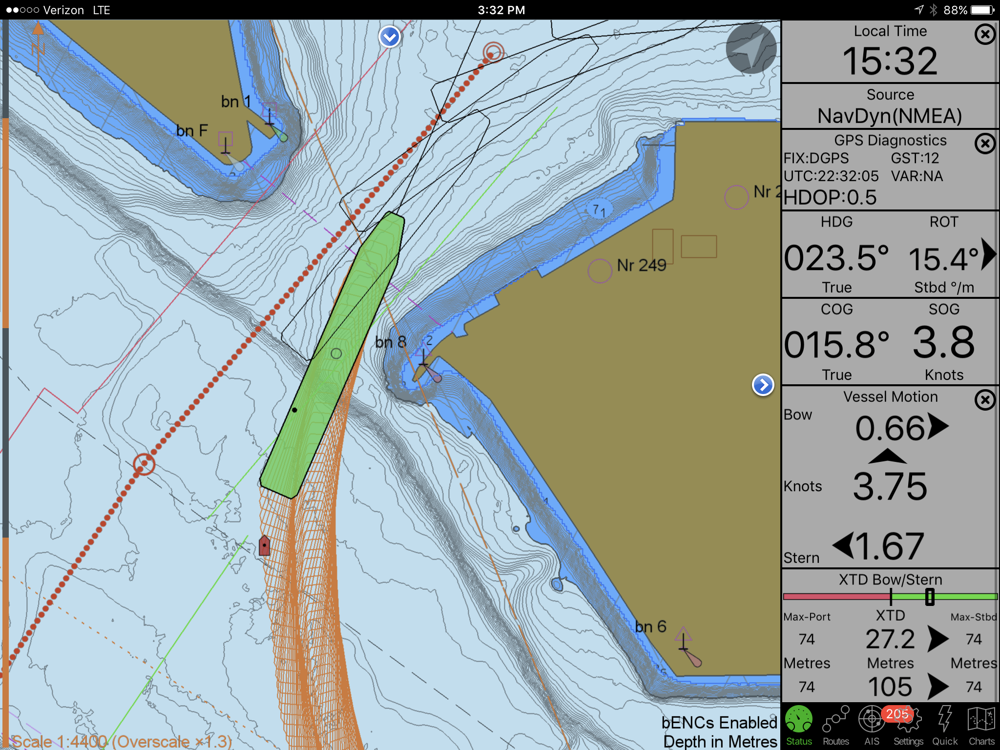 Verizon LTE 3:32 PM 88%
N
bn 1
bn F
7 1
Nr 2
Nr 249
bn 8
2
bn 6
bENCs Enabled
Depth in Metres
Scale 1:4400 (Overscale ×1.3)
Local Time
15:32
Source
NavDyn(NMEA)
GPS Diagnostics
FIX:DGPS GST:12
UTC:22:32:05 VAR:NA
HDOP:0.5
HDG ROT
023.5° 15.4°
True Stbd °/m
COG SOG
015.8° 3.8
True Knots
Vessel Motion
Bow 0.66
Knots 3.75
Stern 1.67
XTD Bow/Stern
Max-Port XTD Max-Stbd
74 27.2 74
Metres Metres Metres
74 105 74
205
Status Routes AIS Settings Quick Charts